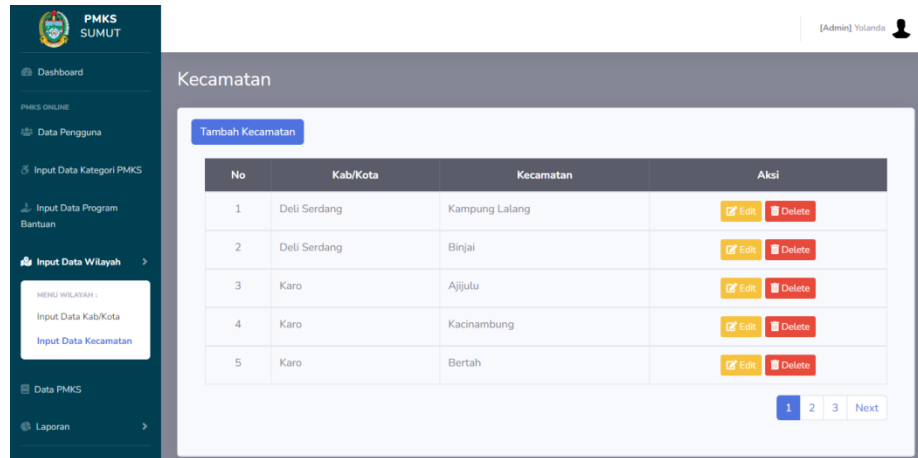 PMKS
SUMUT
[Admin] Yolanda
Dashboard
PMKS ONLINE
Data Pengguna
Input Data Kategori PMKS
Input Data Program
Bantuan
Input Data Wilayah
MENU WILAYAH :
Input Data Kab/Kota
Input Data Kecamatan
Data PMKS
Laporan
Kecamatan
Tambah Kecamatan
No Kab/Kota Kecamatan Aksi
1 Deli Serdang Kampung Lalang Edit Delete
2 Deli Serdang Binjai Edit Delete
3 Karo Ajijulu Edit Delete
4 Karo Kacinambung Edit Delete
5 Karo Bertah Edit Delete
1 2 3 Next